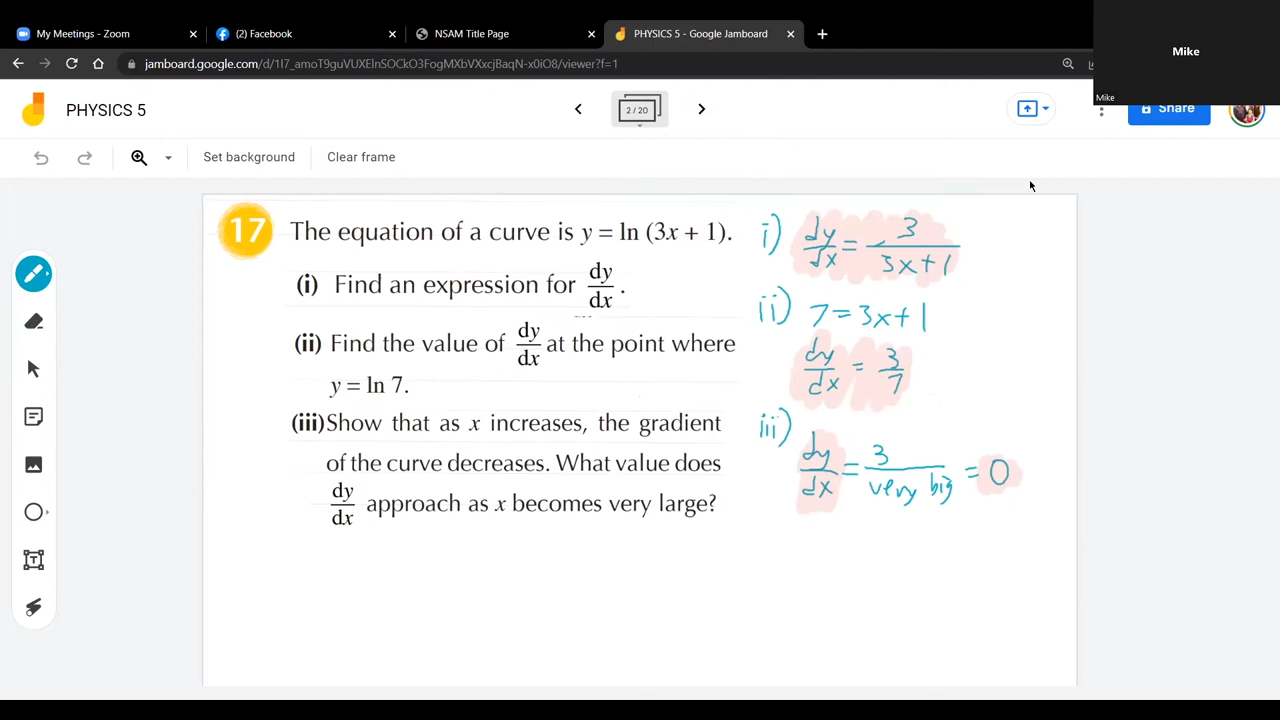 My Meetings - Zoom
(2) Facebook
NSAM Title Page
PHYSICS 5 - Google Jamboard
Mike
Mike
jamboard.google.com/d/1I7_amoT9guVUXElnSOCkO3FogMXbVXxcjBaqN-x0iO8/viewer?f=1
PHYSICS 5
2 / 20
Share
Set background
Clear frame
17 The equation of a curve is y = ln (3x + 1).
(i) Find an expression for dy/dx.
(ii) Find the value of dy/dx at the point where
y = ln 7.
(iii) Show that as x increases, the gradient
of the curve decreases. What value does
dy/dx approach as x becomes very large?
i) dy/dx = 3/(3x+1)
ii) 7 = 3x+1
dy/dx = 3/7
iii)
dy/dx = 3/very big = 0